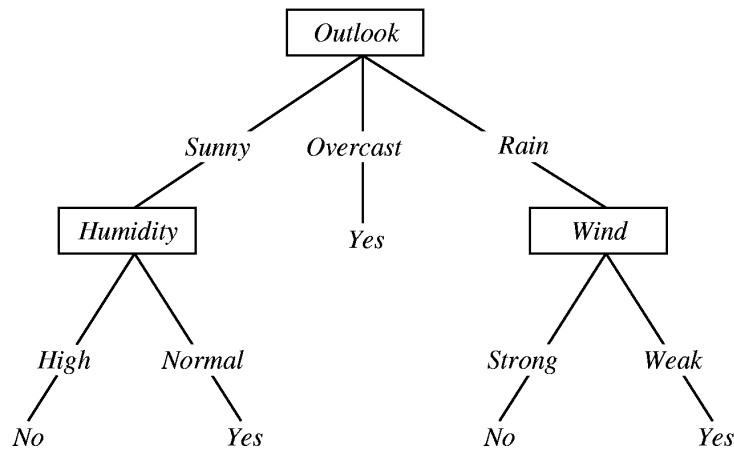 Outlook
Sunny Overcast Rain
Humidity Yes Wind
High Normal Strong Weak
No Yes No Yes